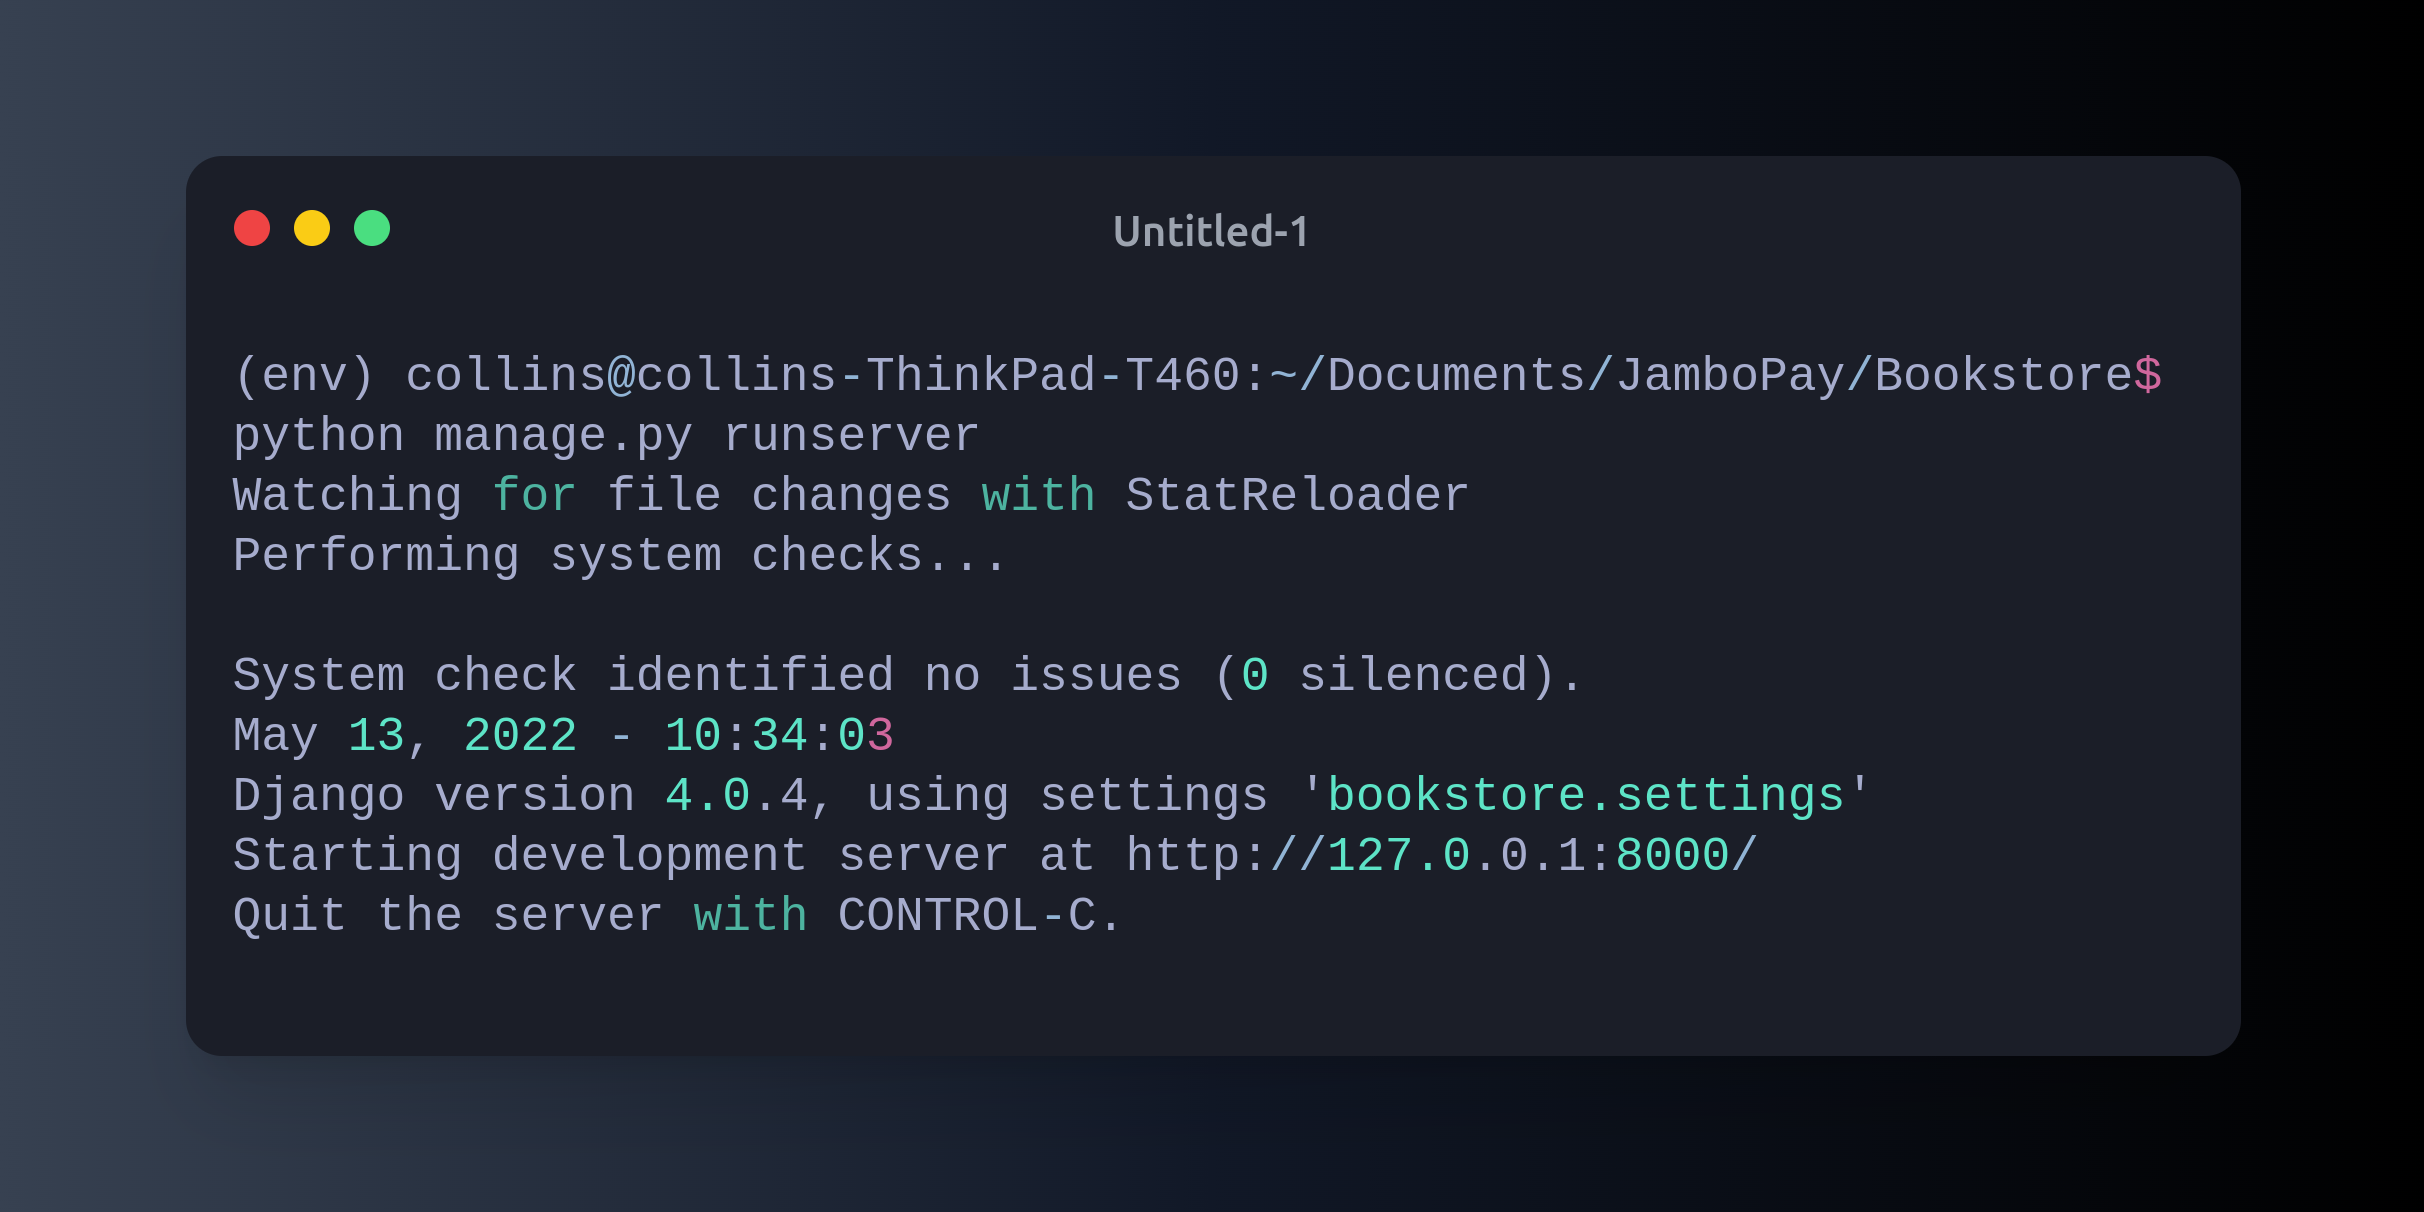 Untitled-1
(env) collins@collins-ThinkPad-T460:~/Documents/JamboPay/Bookstore$
python manage.py runserver
Watching for file changes with StatReloader
Performing system checks...
System check identified no issues (0 silenced).
May 13, 2022 - 10:34:03
Django version 4.0.4, using settings 'bookstore.settings'
Starting development server at http://127.0.0.1:8000/
Quit the server with CONTROL-C.